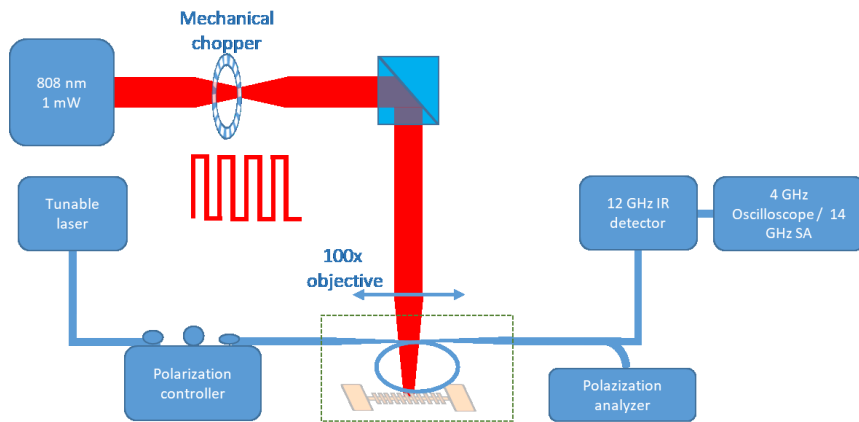 Mechanical
chopper
808 nm
1 mW
Tunable
laser
12 GHz IR
detector
4 GHz
Oscilloscope / 14
GHz SA
100x
objective
Polarization
controller
Polazization
analyzer